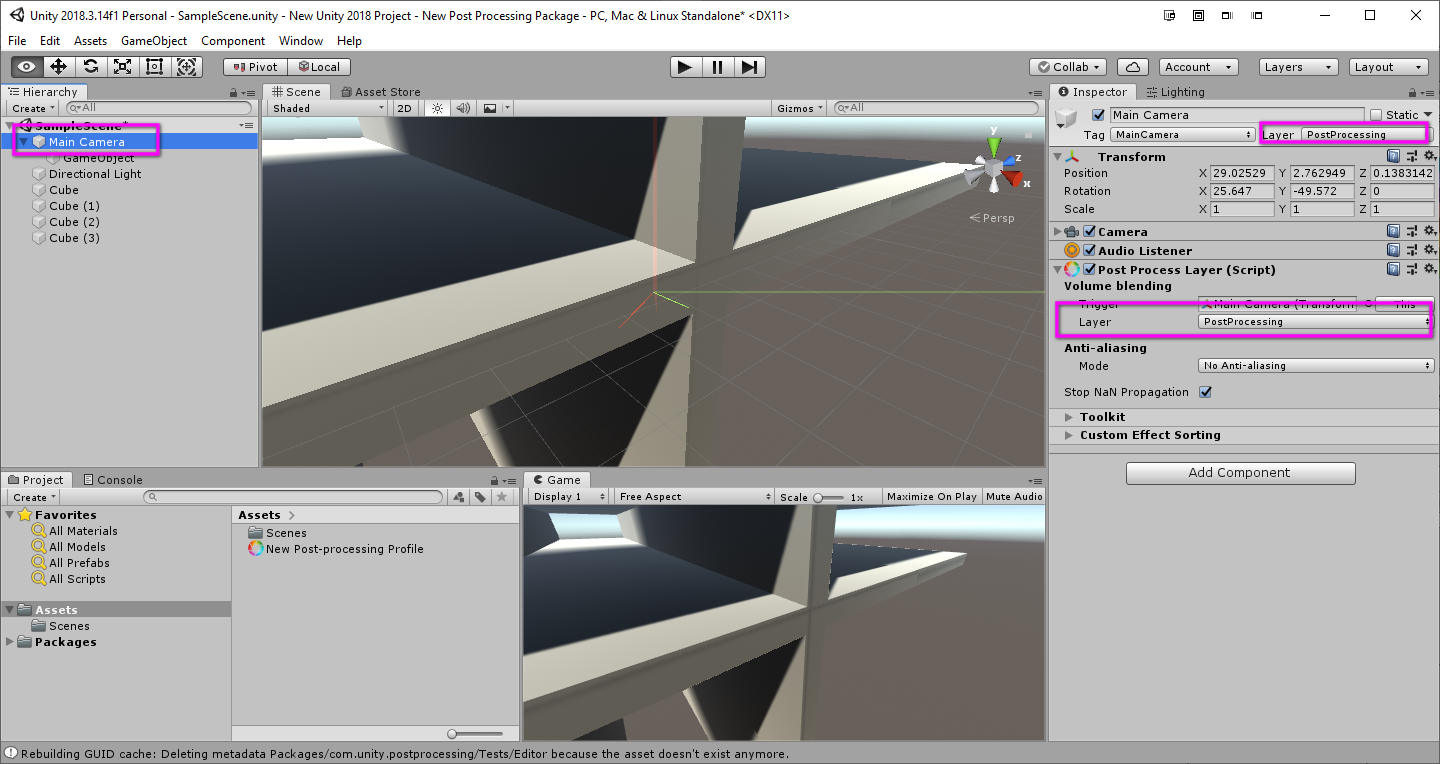 Unity 2018.3.14f1 Personal - SampleScene.unity - New Unity 2018 Project - New Post Processing Package - PC, Mac & Linux Standalone* <DX11>
File Edit Assets GameObject Component Window Help
Pivot Local Collab Account Layers Layout
Hierarchy
Create All
SampleScene*
Main Camera
GameObject
Directional Light
Cube
Cube (1)
Cube (2)
Cube (3)
Scene Asset Store
Shaded 2D Gizmos All
y
z
x
Persp
Inspector Lighting
Main Camera Static
Tag MainCamera Layer PostProcessing
Transform
Position X 29.02529 Y 2.762949 Z 0.1383142
Rotation X 25.647 Y -49.572 Z 0
Scale X 1 Y 1 Z 1
Camera
Audio Listener
Post Process Layer (Script)
Volume blending
Trigger Main Camera (Transform This
Layer PostProcessing
Anti-aliasing
Mode No Anti-aliasing
Stop NaN Propagation
Toolkit
Custom Effect Sorting
Add Component
Project Console
Create
Favorites
All Materials
All Models
All Prefabs
All Scripts
Assets
Scenes
Packages
Assets
Scenes
New Post-processing Profile
Game
Display 1 Free Aspect Scale 1x Maximize On Play Mute Audio
Rebuilding GUID cache: Deleting metadata Packages/com.unity.postprocessing/Tests/Editor because the asset doesn't exist anymore.